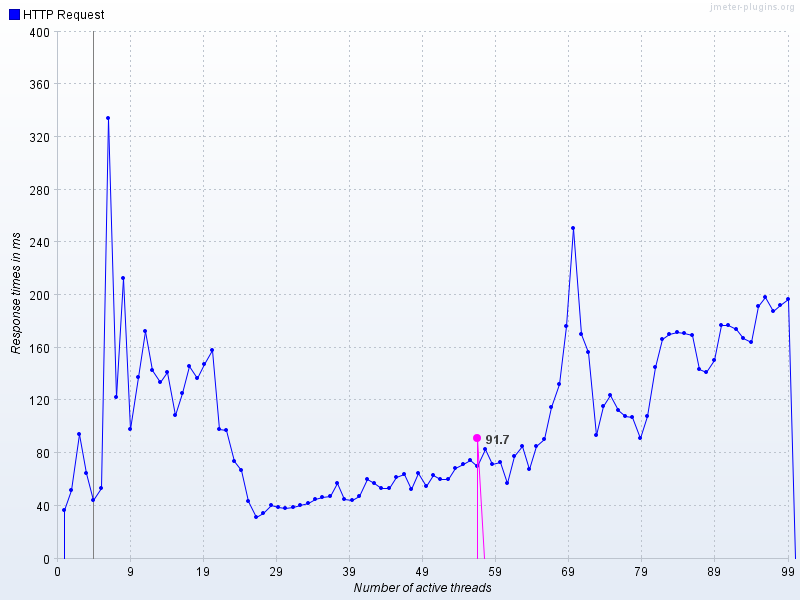 jmeter-plugins.org
HTTP Request
400
360
320
280
240
200
160
120
80
40
0
Response times in ms
91.7
0 9 19 29 39 49 59 69 79 89 99
Number of active threads